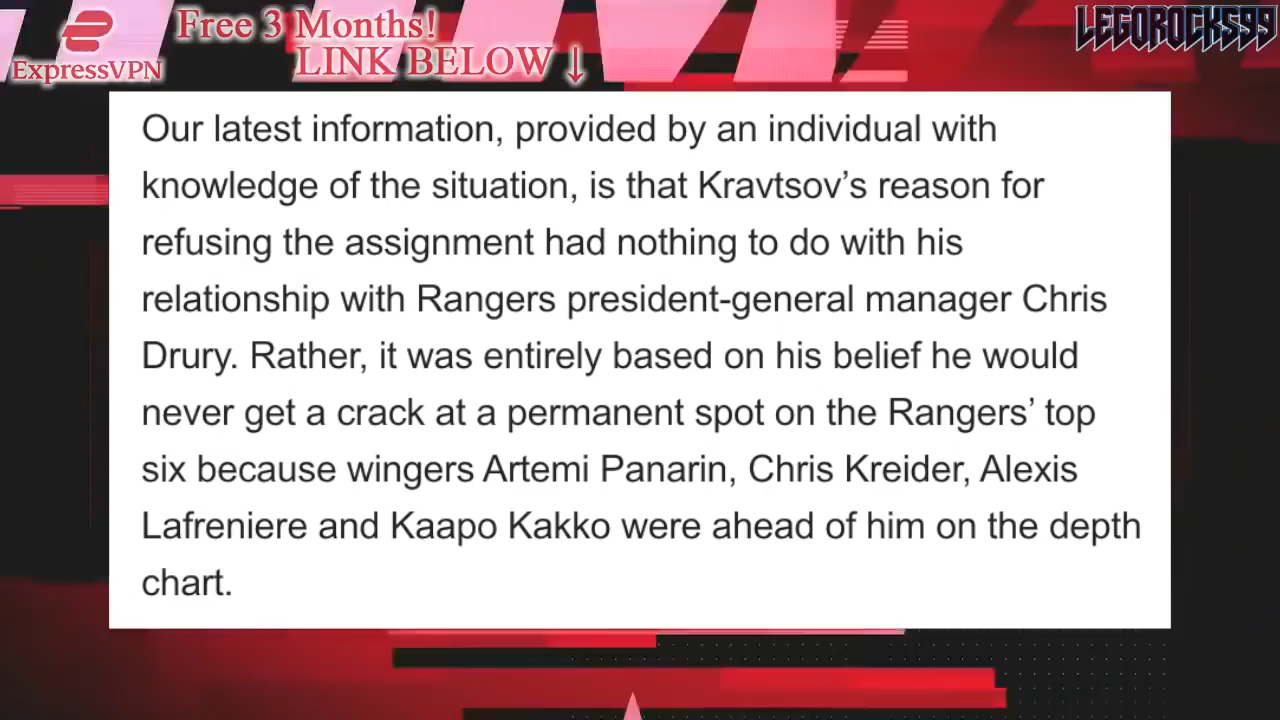 Free 3 Months!
LINK BELOW ↓
ExpressVPN
LEGOROCKS99
Our latest information, provided by an individual with
knowledge of the situation, is that Kravtsov’s reason for
refusing the assignment had nothing to do with his
relationship with Rangers president-general manager Chris
Drury. Rather, it was entirely based on his belief he would
never get a crack at a permanent spot on the Rangers’ top
six because wingers Artemi Panarin, Chris Kreider, Alexis
Lafreniere and Kaapo Kakko were ahead of him on the depth
chart.